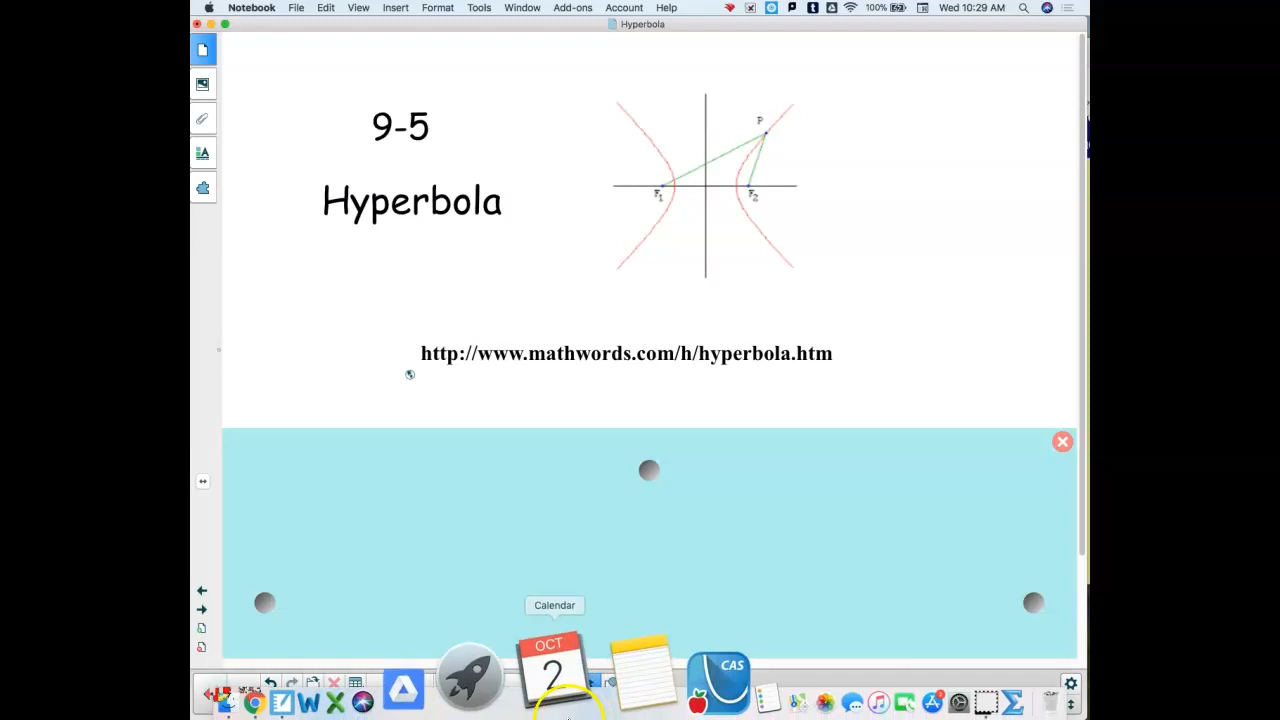 Notebook File Edit View Insert Format Tools Window Add-ons Account Help 100% Wed 10:29 AM
Hyperbola
9-5
Hyperbola
P
F1 F2
http://www.mathwords.com/h/hyperbola.htm
Calendar
OCT
2
CAS